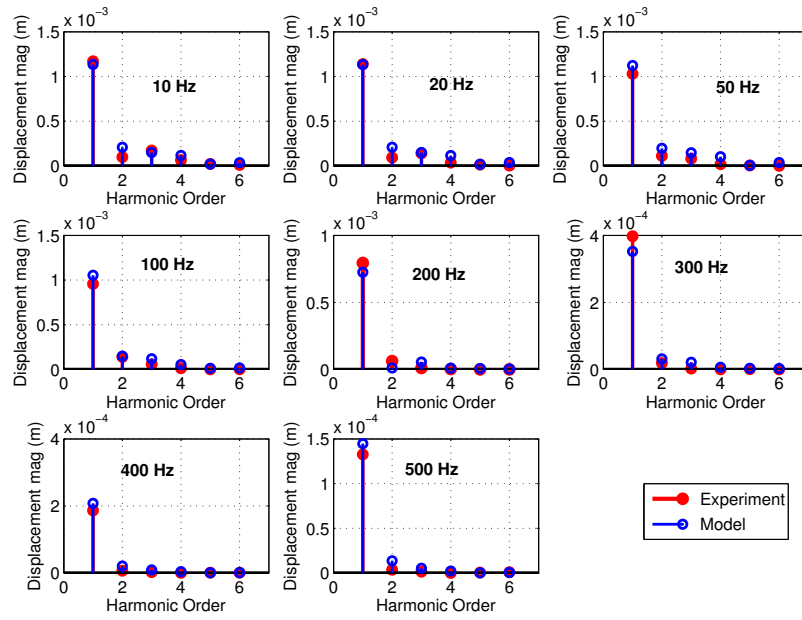 x 10⁻³
1.5
1
0.5
0
Displacement mag (m)
10 Hz
0 2 4 6
Harmonic Order
x 10⁻³
1.5
1
0.5
0
Displacement mag (m)
20 Hz
0 2 4 6
Harmonic Order
x 10⁻³
1.5
1
0.5
0
Displacement mag (m)
50 Hz
0 2 4 6
Harmonic Order
x 10⁻³
1.5
1
0.5
0
Displacement mag (m)
100 Hz
0 2 4 6
Harmonic Order
x 10⁻³
1
0.5
0
Displacement mag (m)
200 Hz
0 2 4 6
Harmonic Order
x 10⁻⁴
4
2
0
Displacement mag (m)
300 Hz
0 2 4 6
Harmonic Order
x 10⁻⁴
4
2
0
Displacement mag (m)
400 Hz
0 2 4 6
Harmonic Order
x 10⁻⁴
1.5
1
0.5
0
Displacement mag (m)
500 Hz
0 2 4 6
Harmonic Order
Experiment
Model